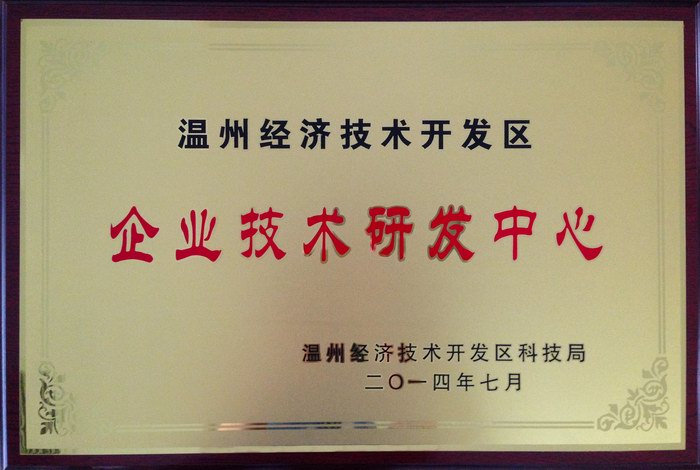 温州经济技术开发区
企业技术研发中心
温州经济技术开发区科技局
二〇一四年七月